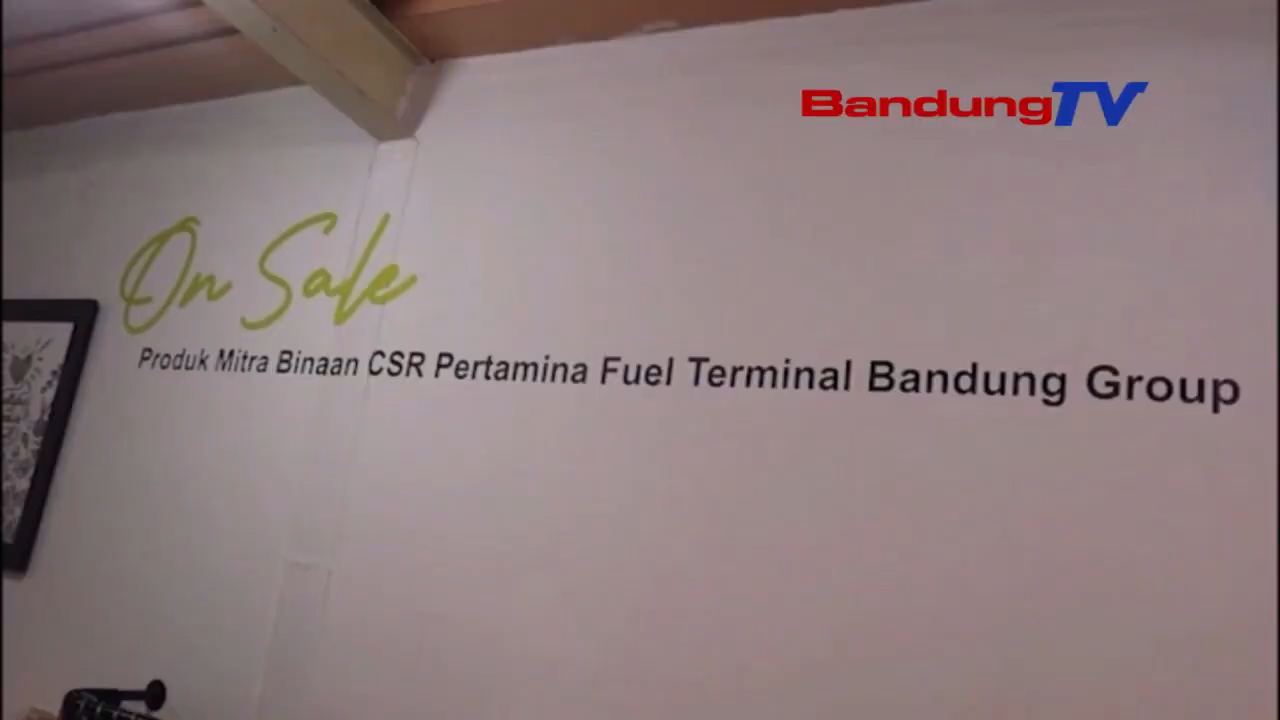 BandungTV
On Sale
Produk Mitra Binaan CSR Pertamina Fuel Terminal Bandung Group